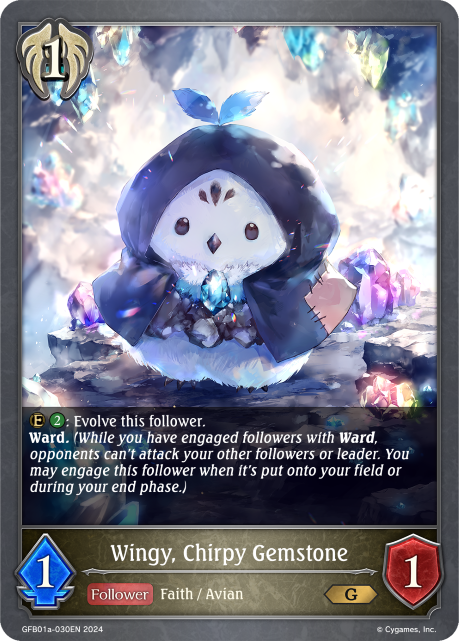 1
E 2: Evolve this follower.
Ward. (While you have engaged followers with Ward,
opponents can't attack your other followers or leader. You
may engage this follower when it's put onto your field or
during your end phase.)
Wingy, Chirpy Gemstone
1 Follower Faith / Avian G 1
GFB01a-030EN 2024 © Cygames, Inc.